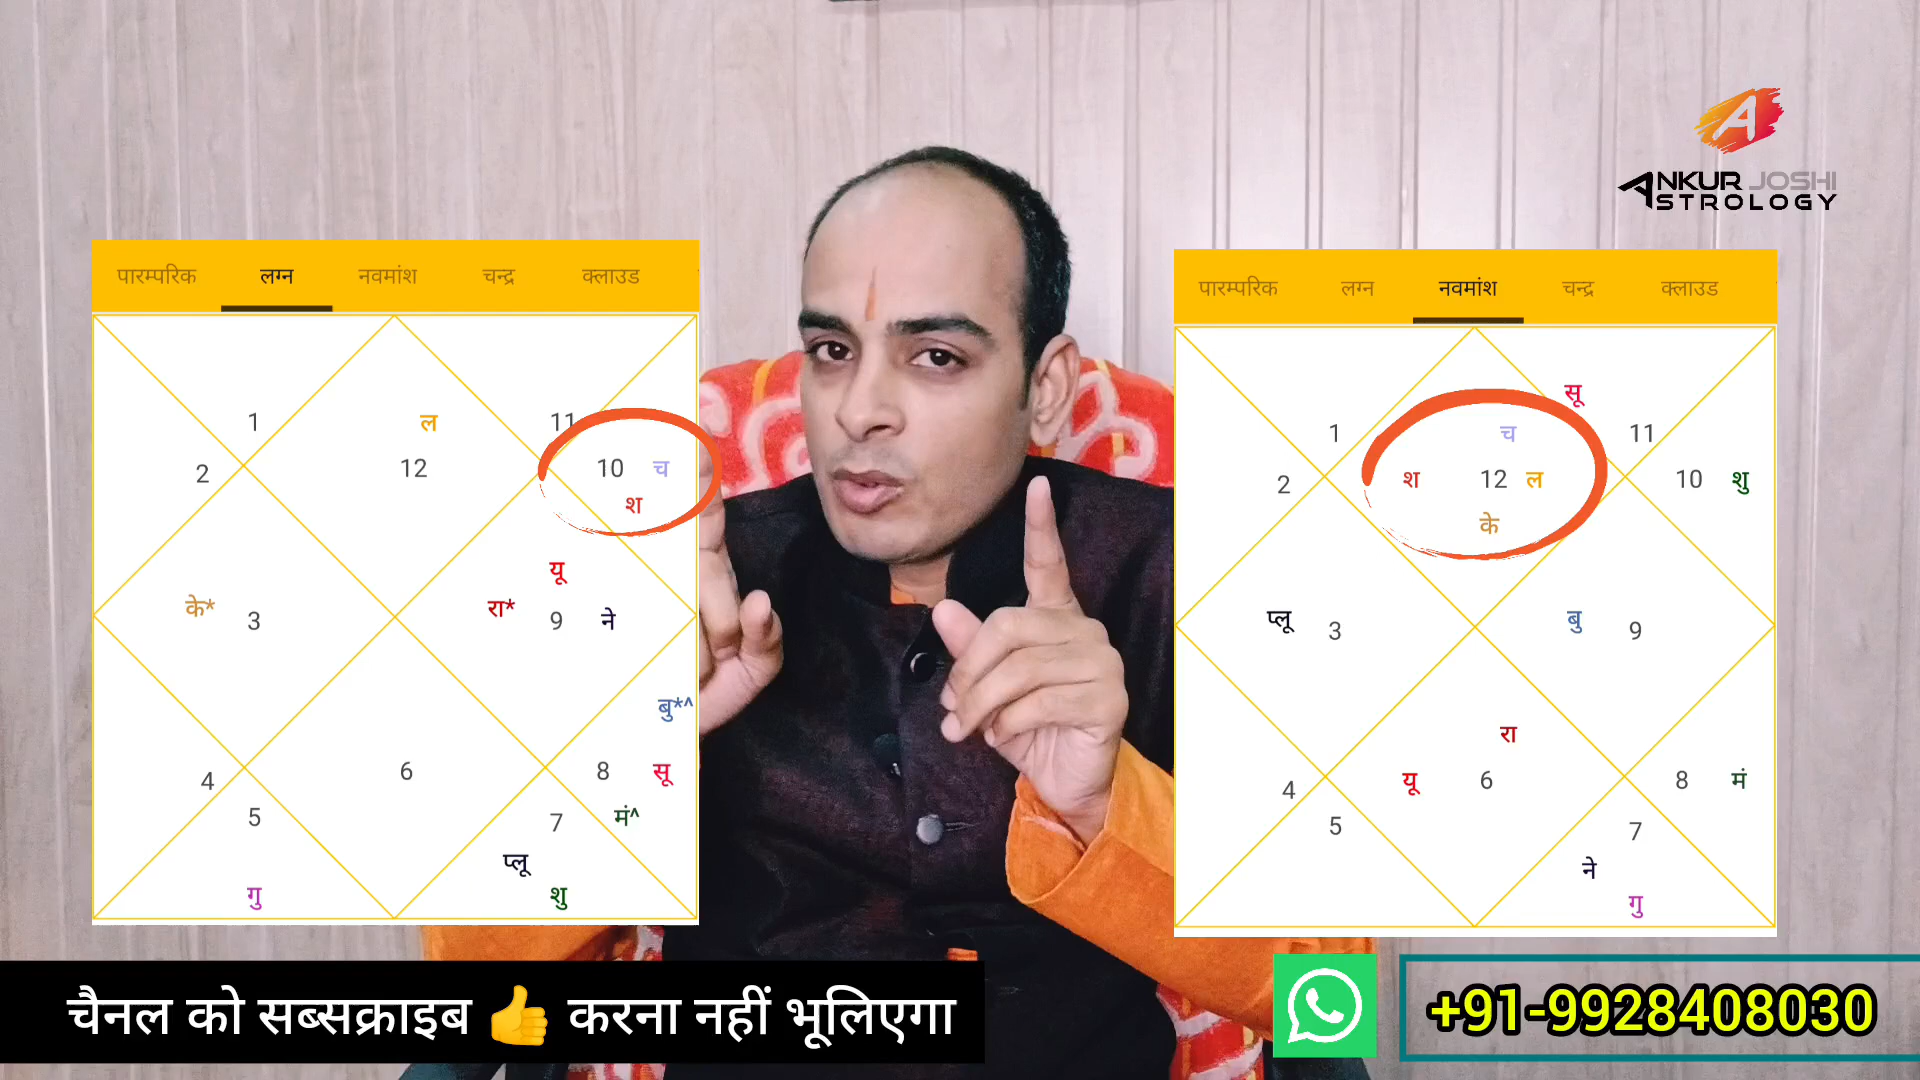 ANKUR JOSHI
ASTROLOGY
पारम्परिक लग्न नवमांश चन्द्र क्लाउड
1 ल 11
2 12 10 च
श
यू
के* 3 रा* 9 ने
बु*^
4 6 8 सू
5 7 मं^
प्लू
गु शु
पारम्परिक लग्न नवमांश चन्द्र क्लाउड
सू
1 च 11
2 श 12 ल 10 शु
के
प्लू 3 बु 9
रा
4 यू 6 8 मं
5 7
ने
गु
चैनल को सब्सक्राइब 👍 करना नहीं भूलिएगा
+91-9928408030